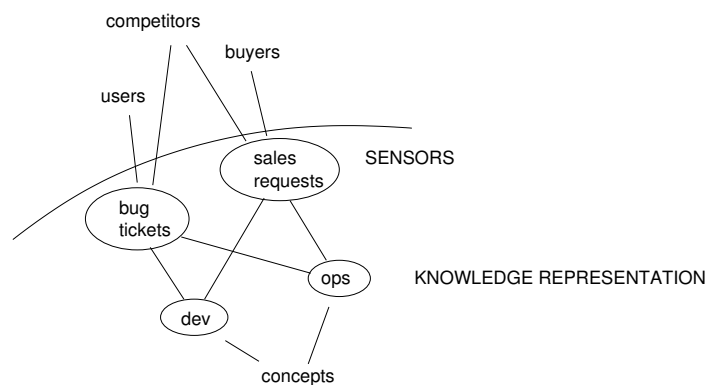 competitors
buyers
users
sales
requests
SENSORS
bug
tickets
ops
KNOWLEDGE REPRESENTATION
dev
concepts